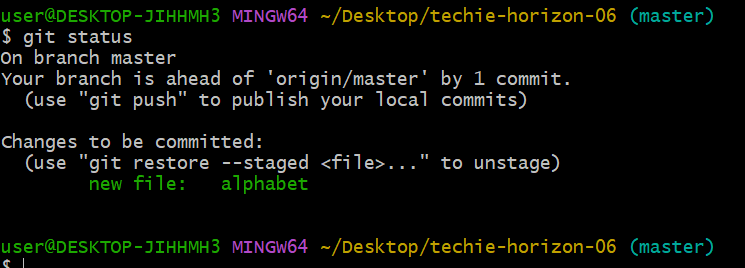 user@DESKTOP-JIHHMH3 MINGW64 ~/Desktop/techie-horizon-06 (master)
$ git status
On branch master
Your branch is ahead of 'origin/master' by 1 commit.
  (use "git push" to publish your local commits)

Changes to be committed:
  (use "git restore --staged <file>..." to unstage)
        new file:   alphabet


user@DESKTOP-JIHHMH3 MINGW64 ~/Desktop/techie-horizon-06 (master)
$